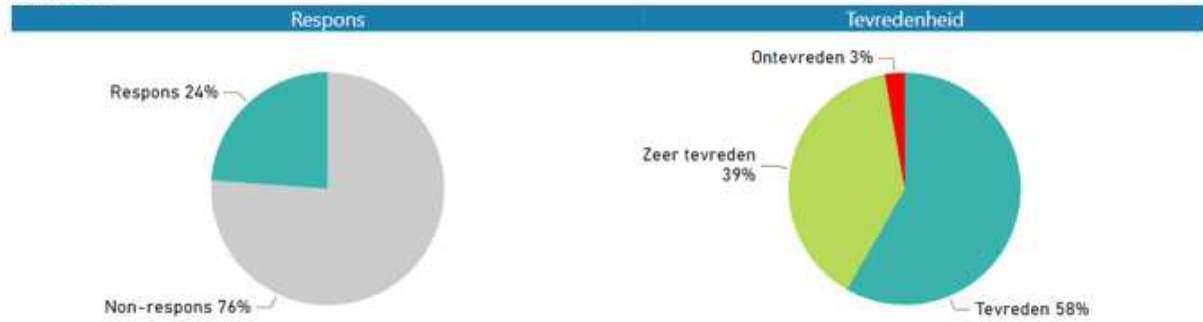 Respons
Tevredenheid
Respons 24%
Non-respons 76%
Ontevreden 3%
Zeer tevreden
39%
Tevreden 58%